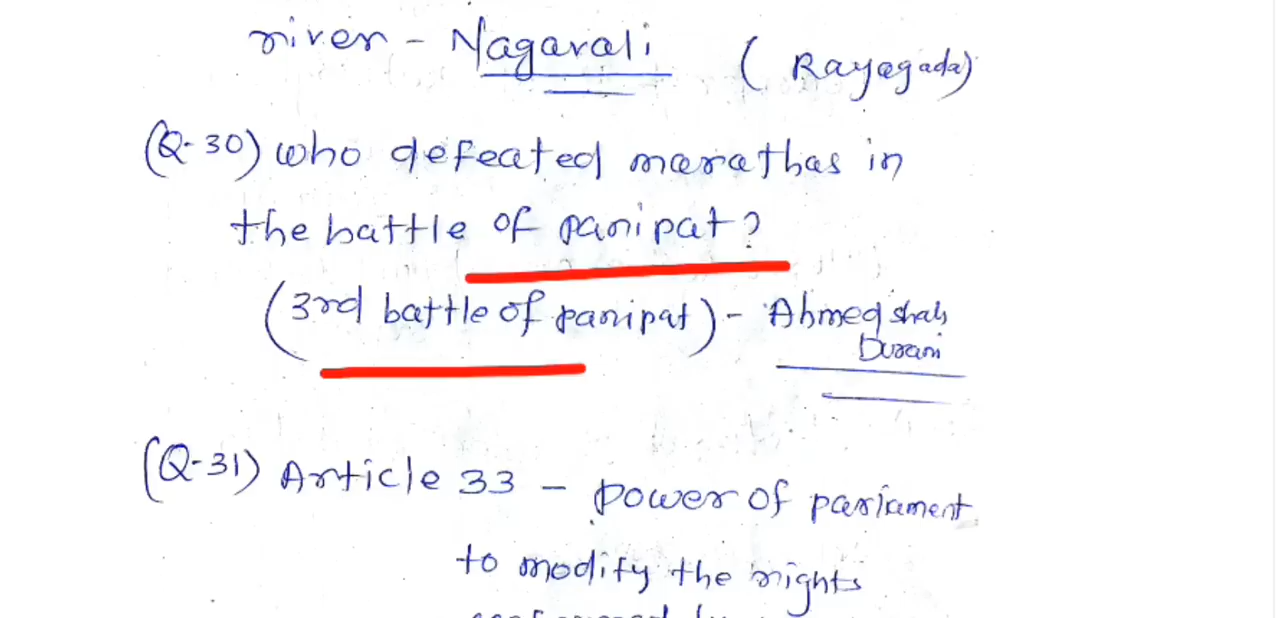 river - Nagavali (Rayagada)
(Q-30) who defeated marathas in
the battle of panipat?
(3rd battle of panipat) - Ahmed shah
Durani
(Q-31) Article 33 - power of parliament
to modify the rights